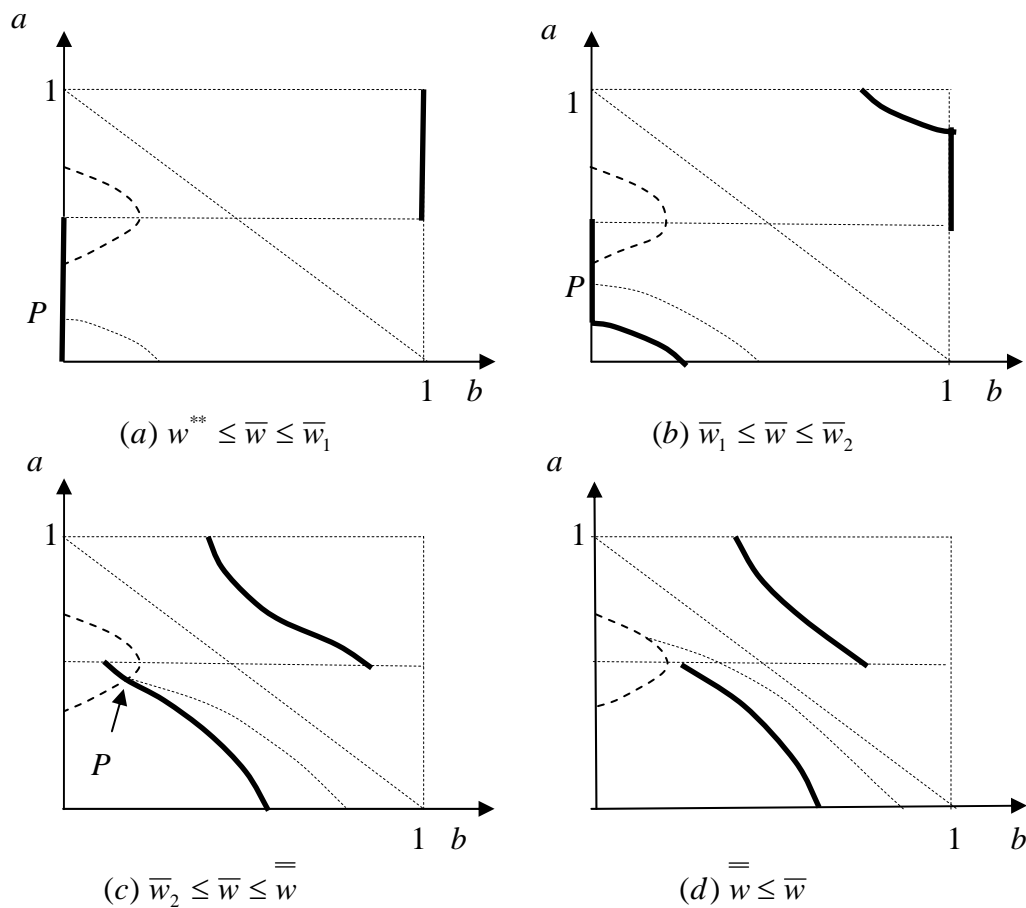 a
1
P
1 b
(a) w** ≤ w̅ ≤ w̅₁
a
1
P
1 b
(b) w̅₁ ≤ w̅ ≤ w̅₂
a
1
P
1 b
(c) w̅₂ ≤ w̅ ≤ w̿
a
1
1 b
(d) w̿ ≤ w̅